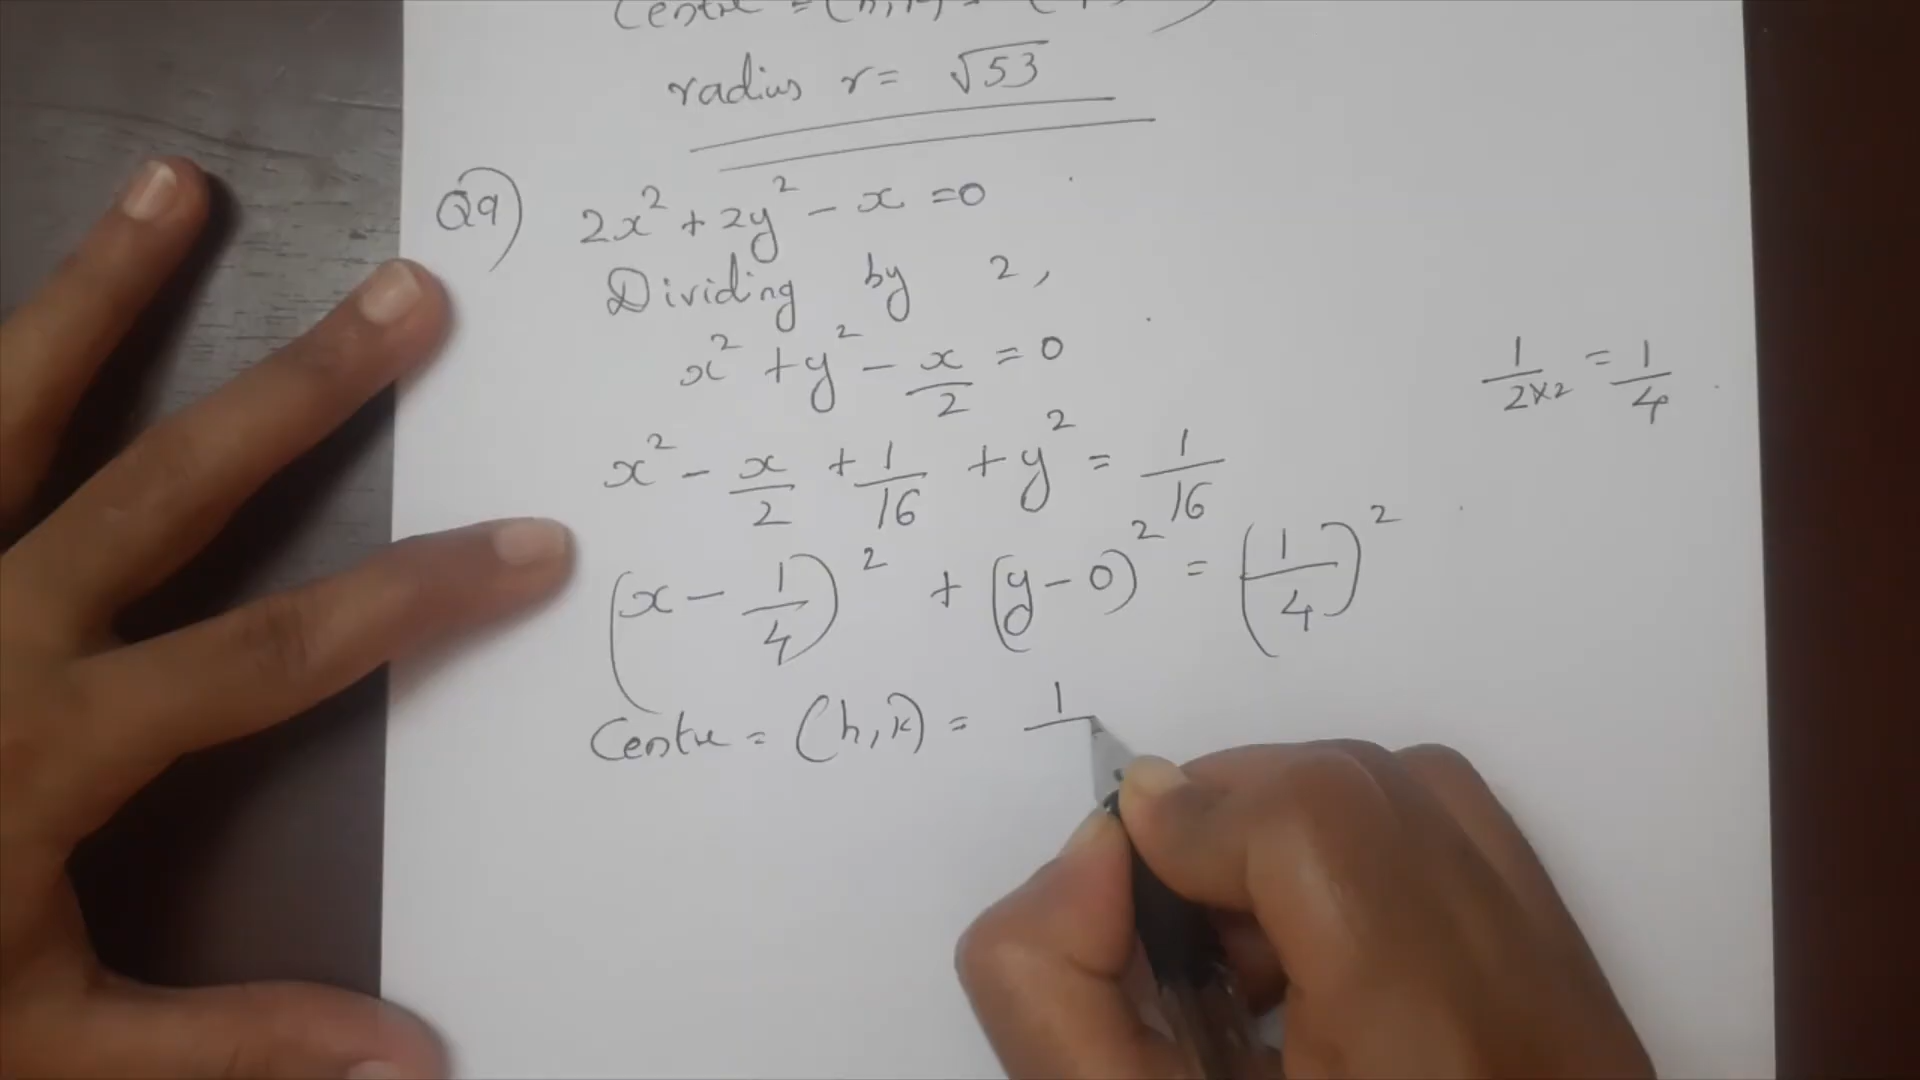 Centre = (h, k) = (
radius r = √53
Q9) 2x² + 2y² - x = 0
Dividing by 2,
x² + y² - x/2 = 0
1/2×2 = 1/4
x² - x/2 + 1/16 + y² = 1/16
(x - 1/4)² + (y - 0)² = (1/4)²
Centre = (h, k) = 1